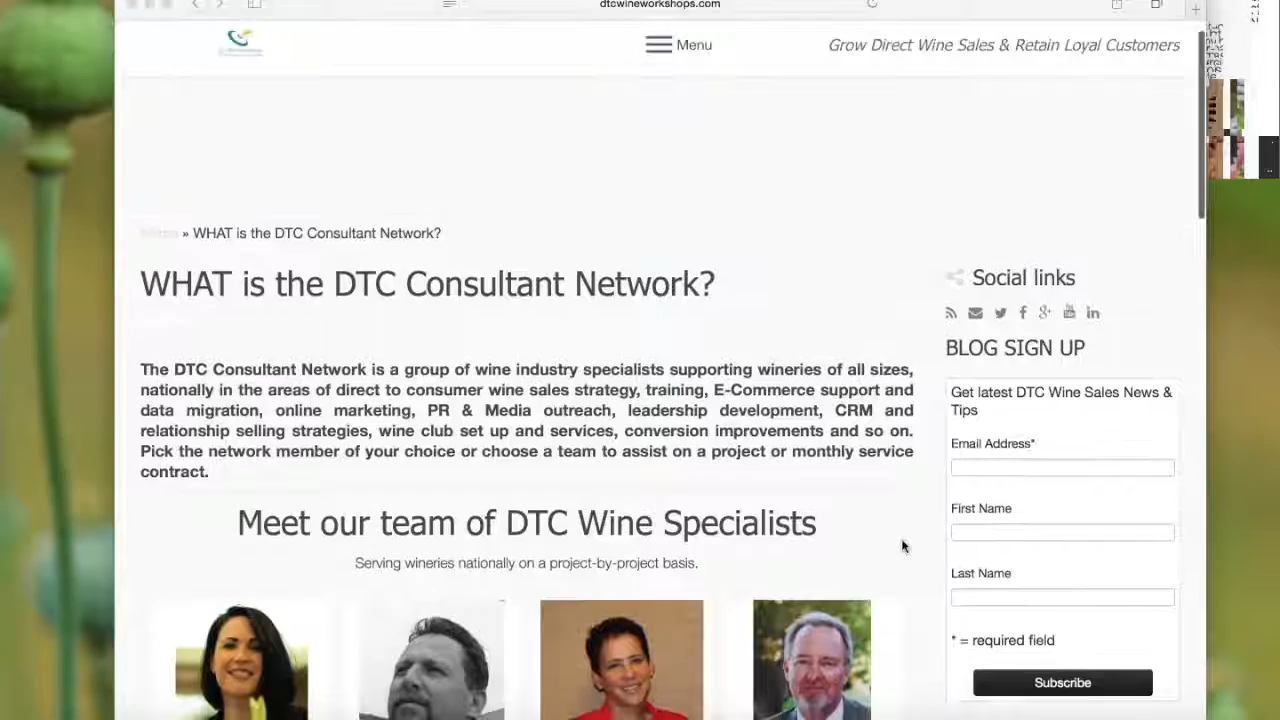 dtcwineworkshops.com
Menu
Grow Direct Wine Sales & Retain Loyal Customers
Home » WHAT is the DTC Consultant Network?
WHAT is the DTC Consultant Network?
The DTC Consultant Network is a group of wine industry specialists supporting wineries of all sizes,
nationally in the areas of direct to consumer wine sales strategy, training, E-Commerce support and
data migration, online marketing, PR & Media outreach, leadership development, CRM and
relationship selling strategies, wine club set up and services, conversion improvements and so on.
Pick the network member of your choice or choose a team to assist on a project or monthly service
contract.
Meet our team of DTC Wine Specialists
Serving wineries nationally on a project-by-project basis.
Social links
BLOG SIGN UP
Get latest DTC Wine Sales News &
Tips
Email Address*
First Name
Last Name
* = required field
Subscribe